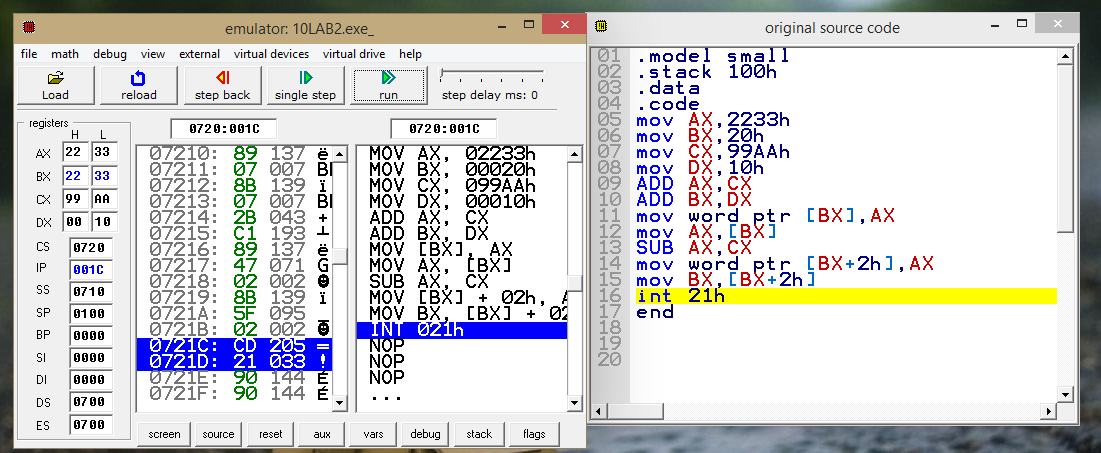 emulator: 10LAB2.exe_
file math debug view external virtual devices virtual drive help
Load reload step back single step run step delay ms: 0
registers
H L
0720:001C 0720:001C
AX 22 33
BX 22 33
CX 99 AA
DX 00 10
CS 0720
IP 001C
SS 0710
SP 0100
BP 0000
SI 0000
DI 0000
DS 0700
ES 0700
07210: 89 137 ë
07211: 07 007
07212: 8B 139 ï
07213: 07 007
07214: 2B 043 +
07215: C1 193 ┴
07216: 89 137 ë
07217: 47 071 G
07218: 02 002 ☻
07219: 8B 139 ï
0721A: 5F 095 _
0721B: 02 002 ☻
0721C: CD 205 =
0721D: 21 033 !
0721E: 90 144 É
0721F: 90 144 É
MOV AX, 02233h
MOV BX, 00020h
MOV CX, 099AAh
MOV DX, 00010h
ADD AX, CX
ADD BX, DX
MOV [BX], AX
MOV AX, [BX]
SUB AX, CX
MOV [BX] + 02h,
MOV BX, [BX] +
INT 021h
NOP
NOP
NOP
...
screen source reset aux vars debug stack flags
original source code
01 .model small
02 .stack 100h
03 .data
04 .code
05 mov AX,2233h
06 mov BX,20h
07 mov CX,99AAh
08 mov DX,10h
09 ADD AX,CX
10 ADD BX,DX
11 mov word ptr [BX],AX
12 mov AX,[BX]
13 SUB AX,CX
14 mov word ptr [BX+2h],AX
15 mov BX,[BX+2h]
16 int 21h
17 end
18
19
20